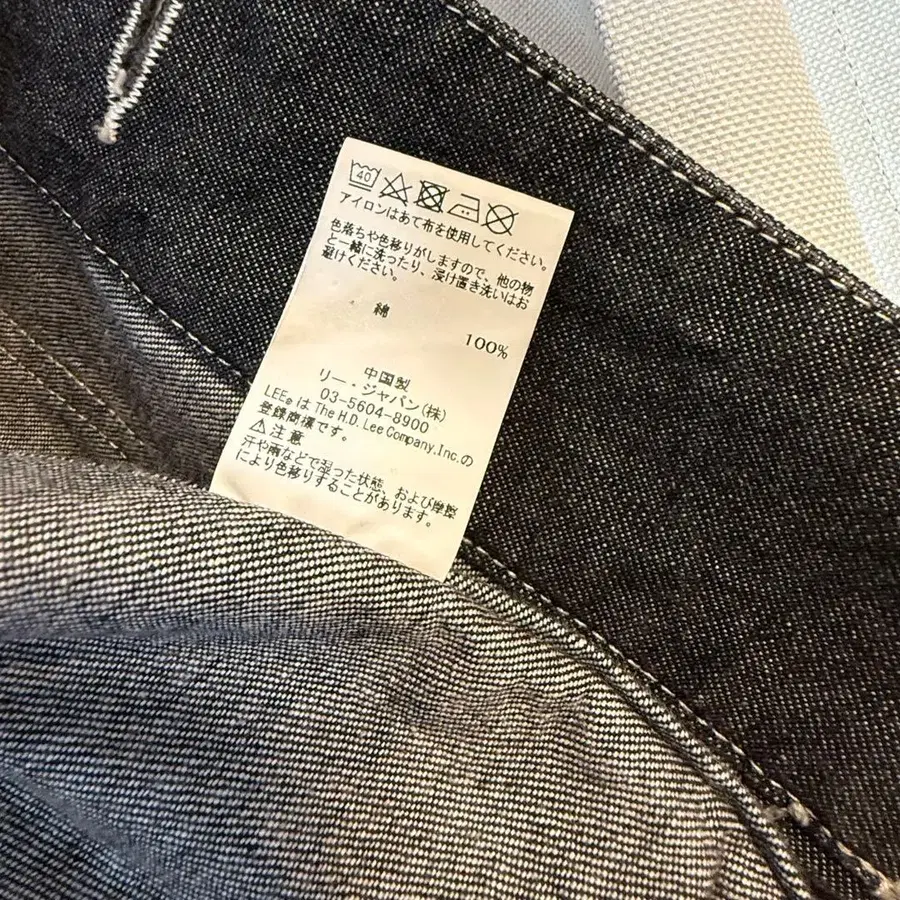 40
アイロンはあて布を使用してください。
色落ちや色移りがしますので、他の物
と一緒に洗ったり、浸け置き洗いはお
避けください。
綿
100%
中国製
リー・ジャパン(株)
03-5604-8900
LEE®は The H.D. Lee Company,Inc.の
登録商標です。
⚠注意
汗や雨などで湿った状態、および摩擦
により色移りすることがあります。